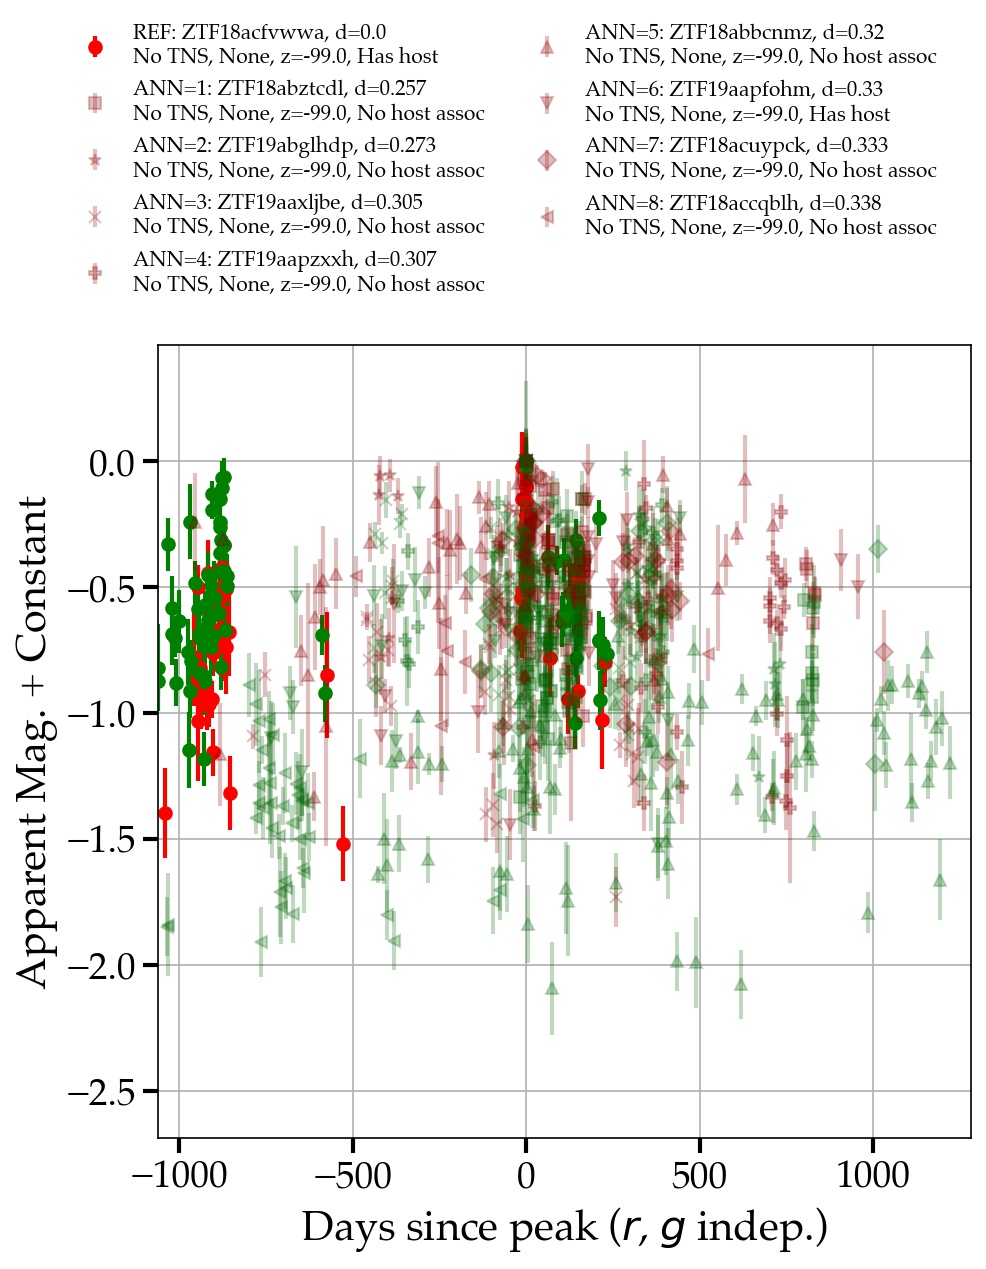 REF: ZTF18acfvwwa, d=0.0
No TNS, None, z=-99.0, Has host
ANN=1: ZTF18abztcdl, d=0.257
No TNS, None, z=-99.0, No host assoc
ANN=2: ZTF19abglhdp, d=0.273
No TNS, None, z=-99.0, No host assoc
ANN=3: ZTF19aaxljbe, d=0.305
No TNS, None, z=-99.0, No host assoc
ANN=4: ZTF19aapzxxh, d=0.307
No TNS, None, z=-99.0, No host assoc
ANN=5: ZTF18abbcnmz, d=0.32
No TNS, None, z=-99.0, No host assoc
ANN=6: ZTF19aapfohm, d=0.33
No TNS, None, z=-99.0, Has host
ANN=7: ZTF18acuypck, d=0.333
No TNS, None, z=-99.0, No host assoc
ANN=8: ZTF18accqblh, d=0.338
No TNS, None, z=-99.0, No host assoc
Apparent Mag. + Constant
0.0
−0.5
−1.0
−1.5
−2.0
−2.5
−1000
−500
0
500
1000
Days since peak (r, g indep.)